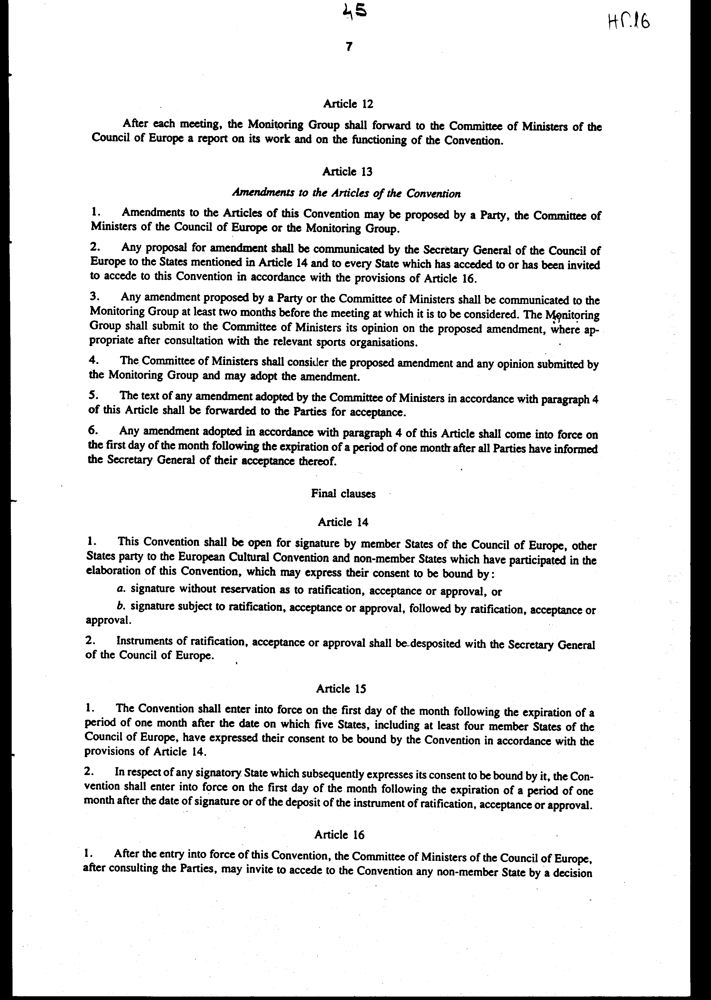 45
НГ.16
7
Article 12
After each meeting, the Monitoring Group shall forward to the Committee of Ministers of the
Council of Europe a report on its work and on the functioning of the Convention.
Article 13
Amendments to the Articles of the Convention
1. Amendments to the Articles of this Convention may be proposed by a Party, the Committee of
Ministers of the Council of Europe or the Monitoring Group.
2. Any proposal for amendment shall be communicated by the Secretary General of the Council of
Europe to the States mentioned in Article 14 and to every State which has acceded to or has been invited
to accede to this Convention in accordance with the provisions of Article 16.
3. Any amendment proposed by a Party or the Committee of Ministers shall be communicated to the
Monitoring Group at least two months before the meeting at which it is to be considered. The Monitoring
Group shall submit to the Committee of Ministers its opinion on the proposed amendment, where ap-
propriate after consultation with the relevant sports organisations.
4. The Committee of Ministers shall consider the proposed amendment and any opinion submitted by
the Monitoring Group and may adopt the amendment.
5. The text of any amendment adopted by the Committee of Ministers in accordance with paragraph 4
of this Article shall be forwarded to the Parties for acceptance.
6. Any amendment adopted in accordance with paragraph 4 of this Article shall come into force on
the first day of the month following the expiration of a period of one month after all Parties have informed
the Secretary General of their acceptance thereof.
Final clauses
Article 14
1. This Convention shall be open for signature by member States of the Council of Europe, other
States party to the European Cultural Convention and non-member States which have participated in the
elaboration of this Convention, which may express their consent to be bound by:
a. signature without reservation as to ratification, acceptance or approval, or
b. signature subject to ratification, acceptance or approval, followed by ratification, acceptance or
approval.
2. Instruments of ratification, acceptance or approval shall be desposited with the Secretary General
of the Council of Europe.
Article 15
1. The Convention shall enter into force on the first day of the month following the expiration of a
period of one month after the date on which five States, including at least four member States of the
Council of Europe, have expressed their consent to be bound by the Convention in accordance with the
provisions of Article 14.
2. In respect of any signatory State which subsequently expresses its consent to be bound by it, the Con-
vention shall enter into force on the first day of the month following the expiration of a period of one
month after the date of signature or of the deposit of the instrument of ratification, acceptance or approval.
Article 16
1. After the entry into force of this Convention, the Committee of Ministers of the Council of Europe,
after consulting the Parties, may invite to accede to the Convention any non-member State by a decision